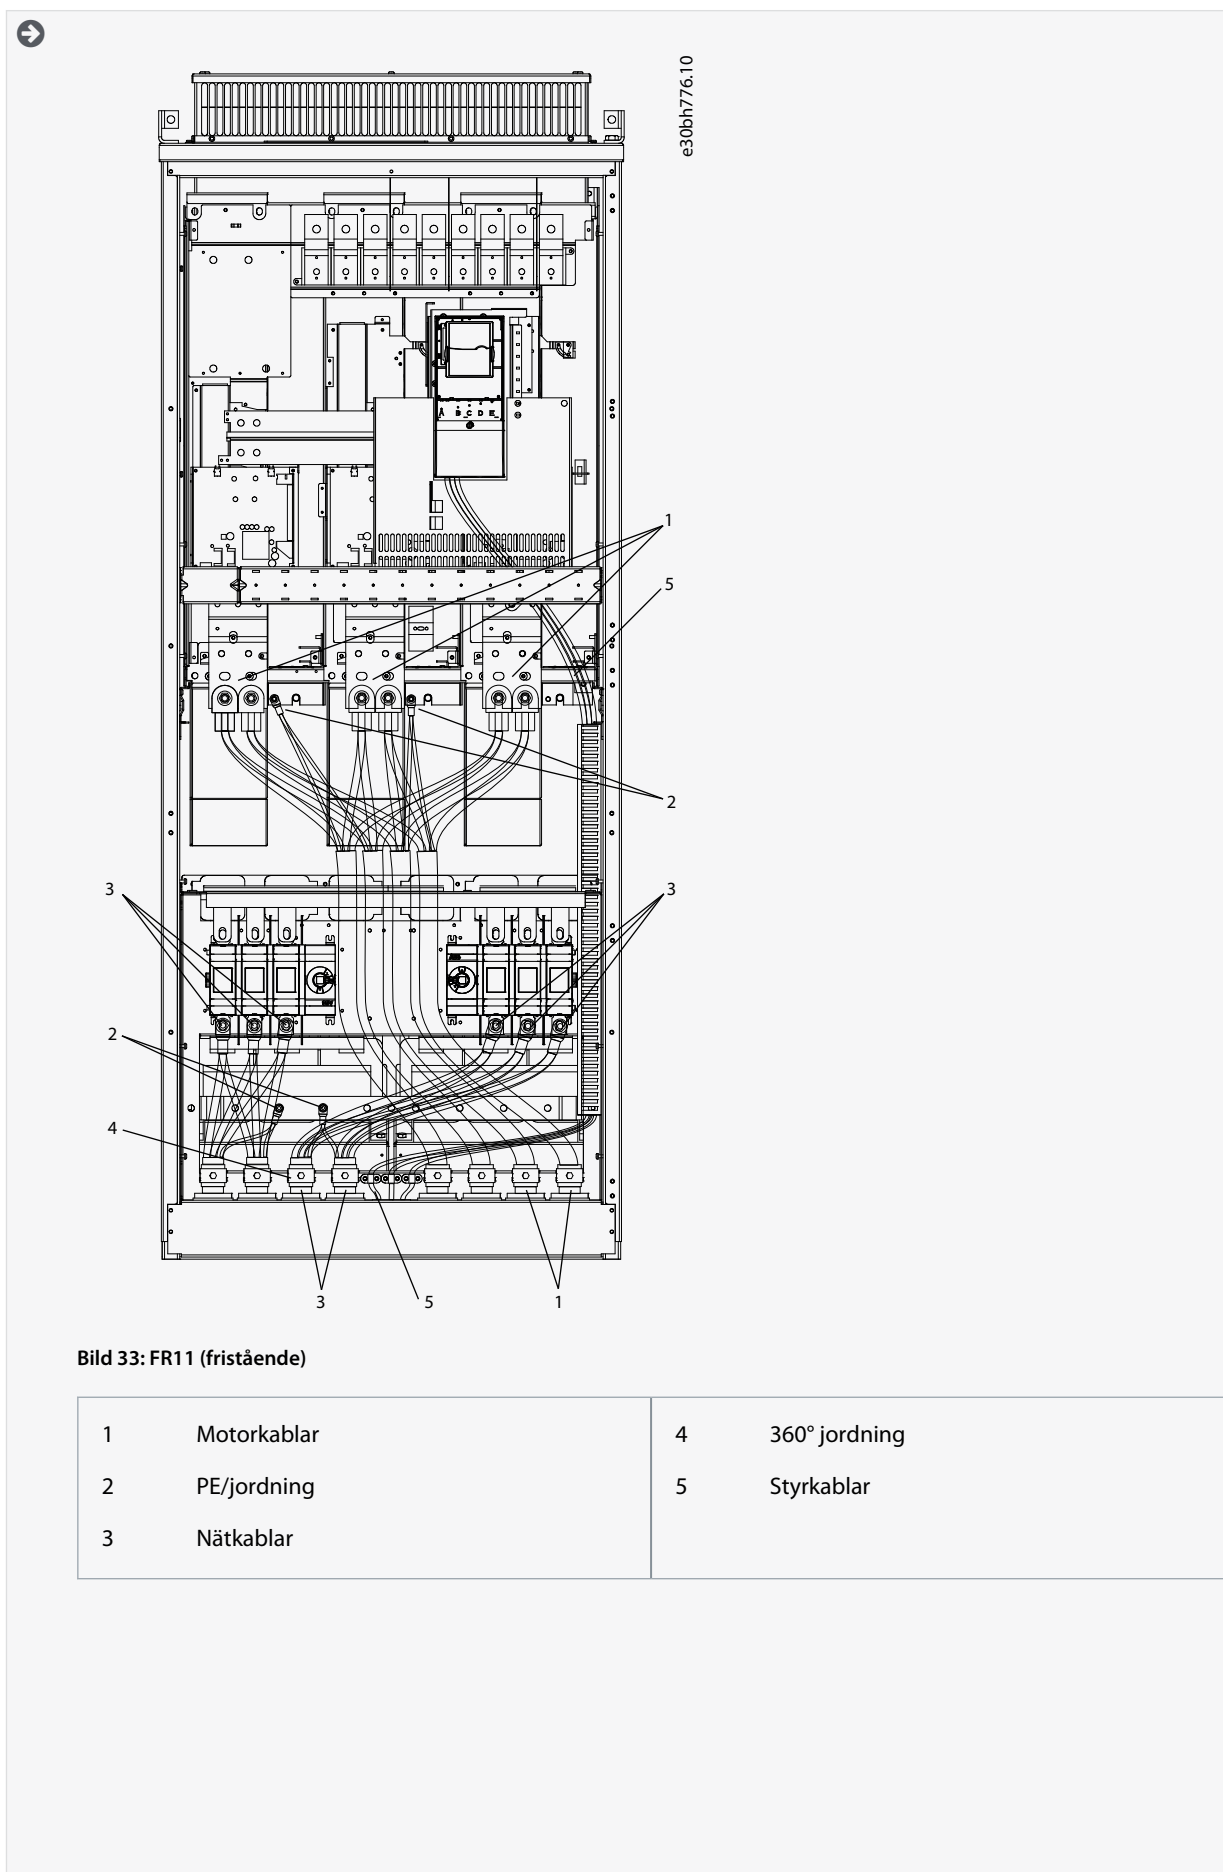 e30bh776.10
A B C D E
1
5
2
3
3
2
4
3
5
1
Bild 33: FR11 (fristående)
1 Motorkablar
2 PE/jordning
3 Nätkablar
4 360° jordning
5 Styrkablar